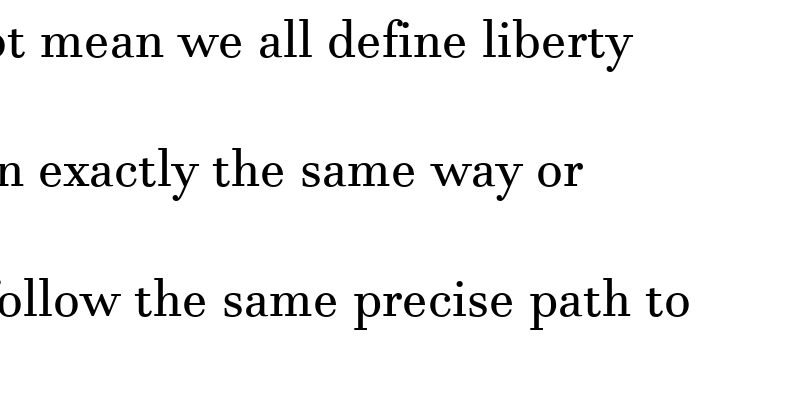 mean we all define liberty
exactly the same way or
the same precise path to